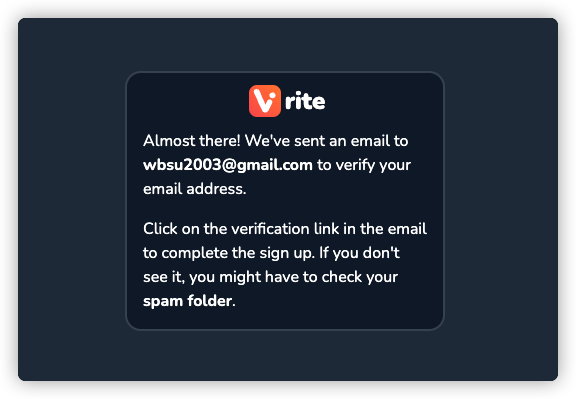 Vrite
Almost there! We've sent an email to
wbsu2003@gmail.com to verify your
email address.
Click on the verification link in the email
to complete the sign up. If you don't
see it, you might have to check your
spam folder.